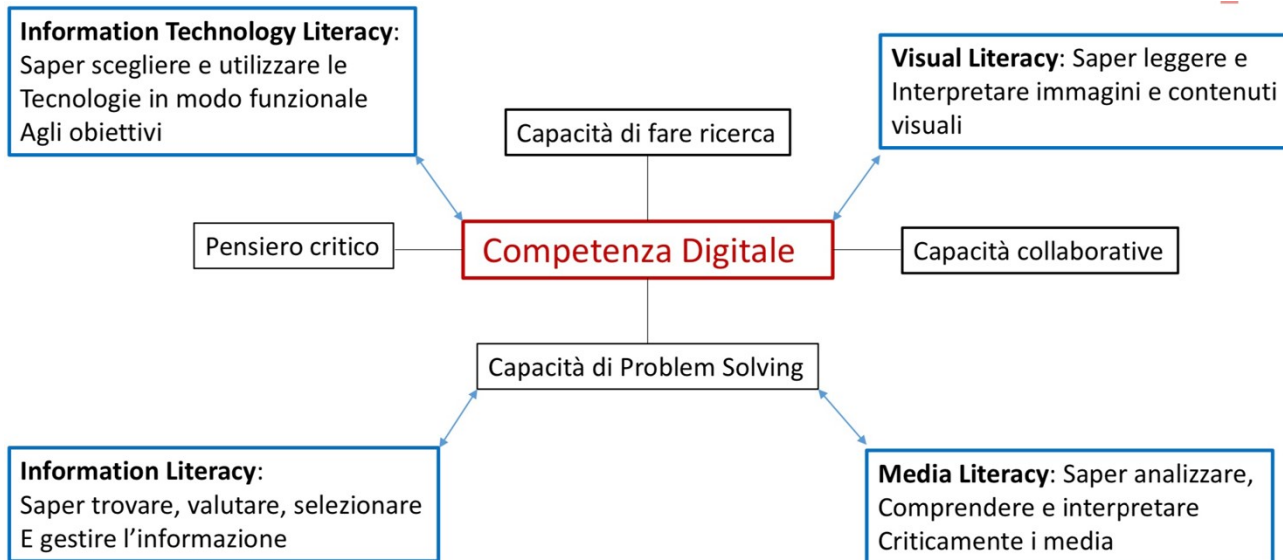 Information Technology Literacy:
Saper scegliere e utilizzare le
Tecnologie in modo funzionale
Agli obiettivi
Visual Literacy: Saper leggere e
Interpretare immagini e contenuti
visuali
Capacità di fare ricerca
Pensiero critico
Competenza Digitale
Capacità collaborative
Capacità di Problem Solving
Information Literacy:
Saper trovare, valutare, selezionare
E gestire l’informazione
Media Literacy: Saper analizzare,
Comprendere e interpretare
Criticamente i media